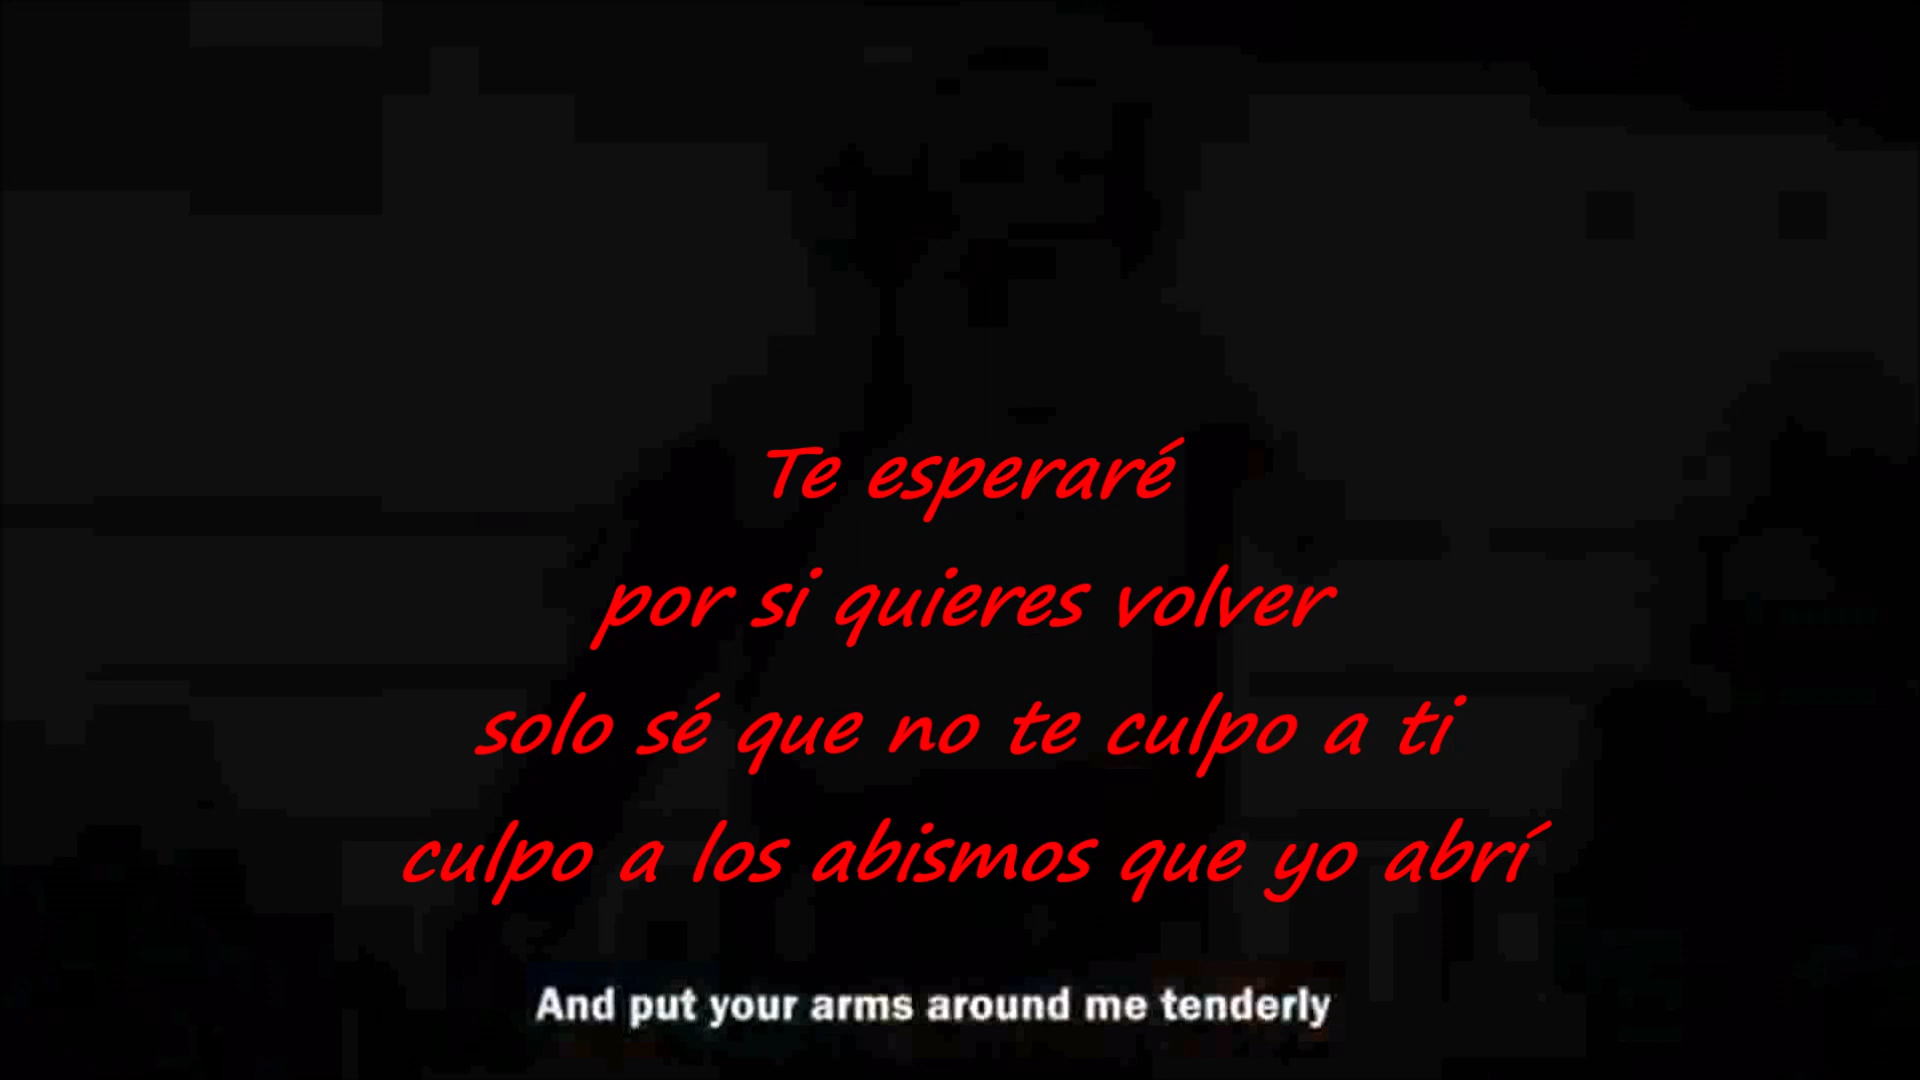 Te esperaré
por si quieres volver
solo sé que no te culpo a ti
culpo a los abismos que yo abrí
And put your arms around me tenderly